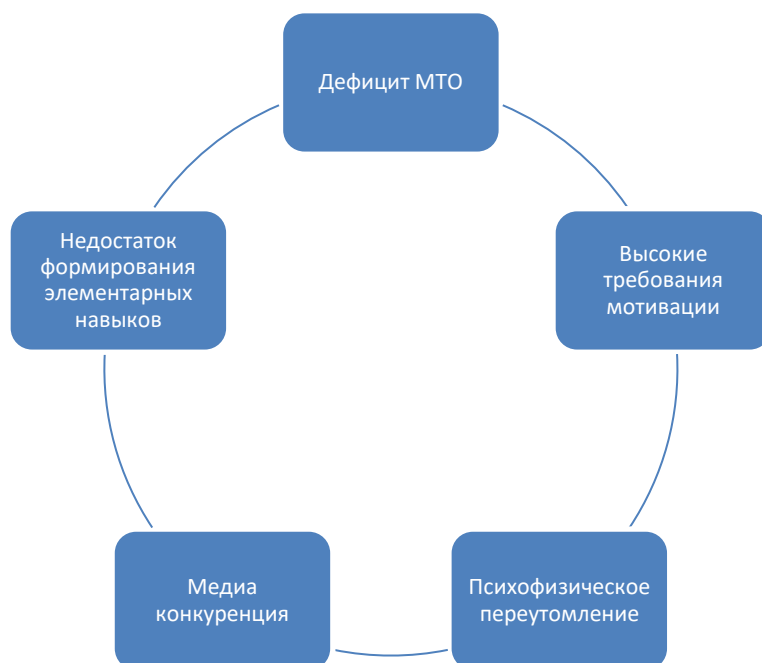 Дефицит МТО
Высокие
требования
мотивации
Психофизическое
переутомление
Медиа
конкуренция
Недостаток
формирования
элементарных
навыков